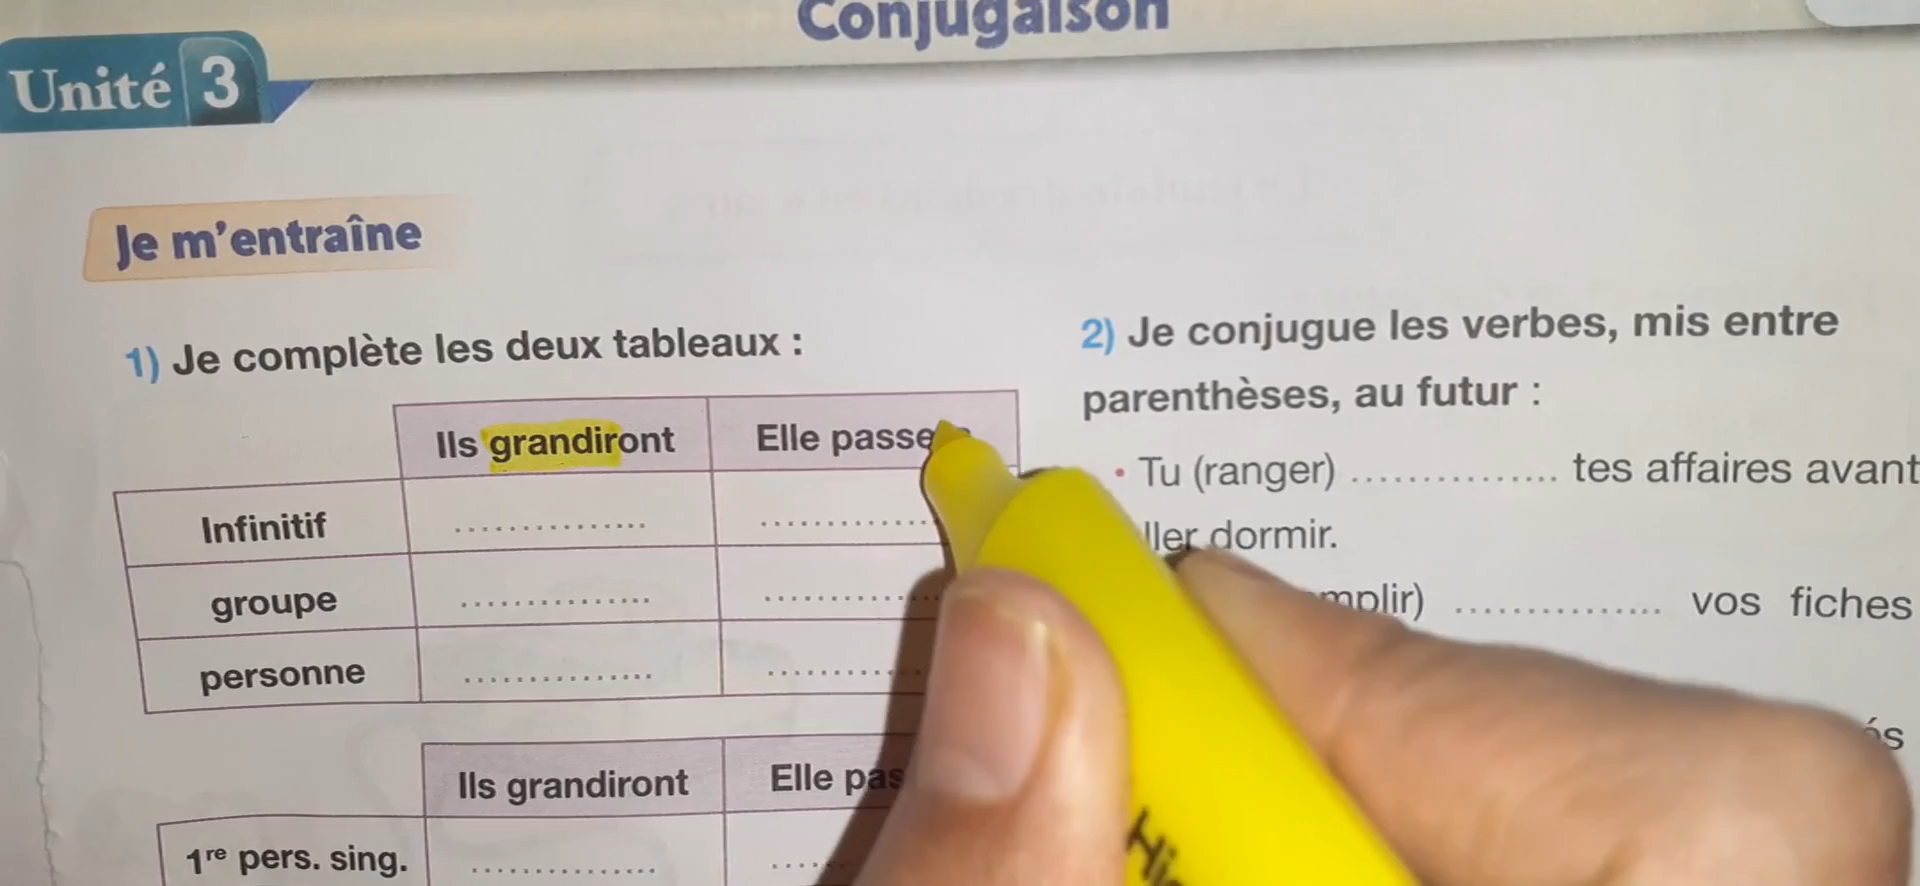 Conjugaison
Unité 3
Je m'entraîne
1) Je complète les deux tableaux :
Ils grandiront Elle passe
Infinitif ............... ............
groupe ............... ............
personne ............... ............
Ils grandiront Elle pas
1re pers. sing. ............... .....
2) Je conjugue les verbes, mis entre
parenthèses, au futur :
• Tu (ranger) ............... tes affaires avant
ller dormir.
mplir) ............... vos fiches